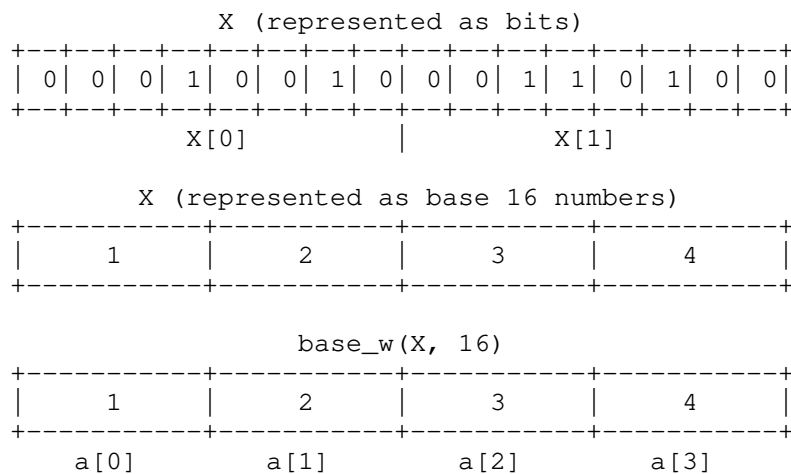 X (represented as bits)
+--+--+--+--+--+--+--+--+--+--+--+--+--+--+--+--+
| 0| 0| 0| 1| 0| 0| 1| 0| 0| 0| 1| 1| 0| 1| 0| 0|
+--+--+--+--+--+--+--+--+--+--+--+--+--+--+--+--+
X[0] | X[1]
X (represented as base 16 numbers)
+-----------+-----------+-----------+-----------+
| 1 | 2 | 3 | 4 |
+-----------+-----------+-----------+-----------+
base_w(X, 16)
+-----------+-----------+-----------+-----------+
| 1 | 2 | 3 | 4 |
+-----------+-----------+-----------+-----------+
a[0] a[1] a[2] a[3]